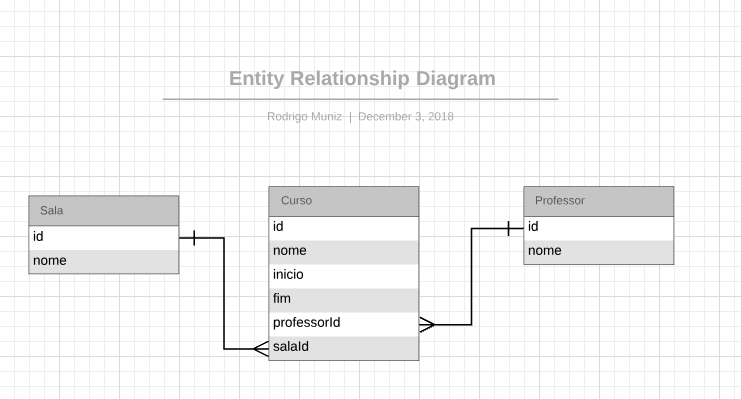 Entity Relationship Diagram
Rodrigo Muniz | December 3, 2018
Sala
id
nome
Curso
id
nome
inicio
fim
professorId
salaId
Professor
id
nome